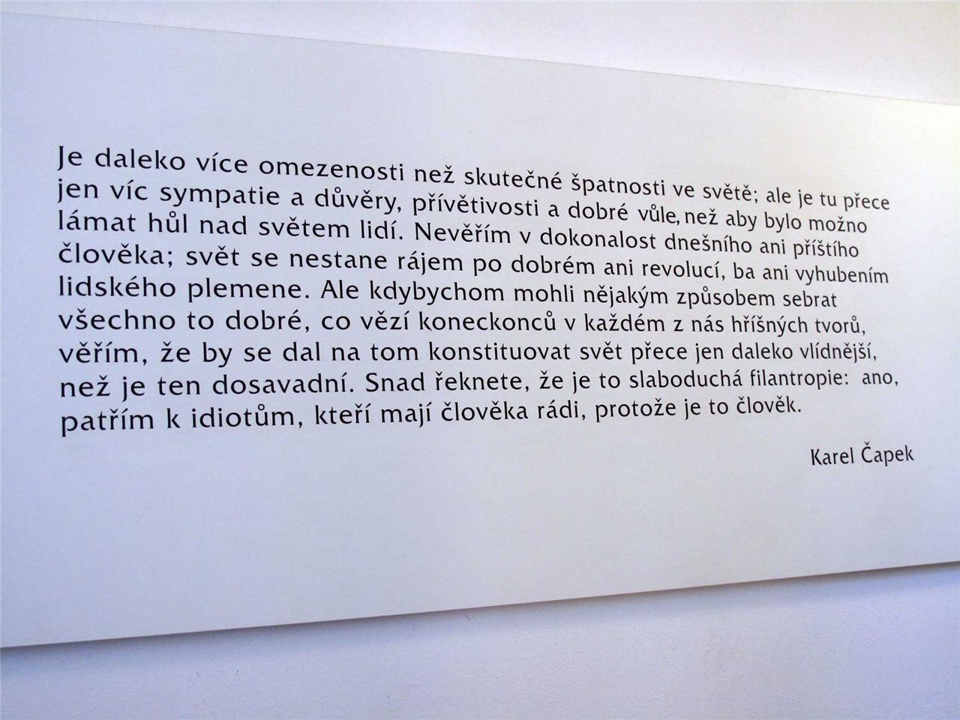 Je daleko více omezenosti než skutečné špatnosti ve světě; ale je tu přece
jen víc sympatie a důvěry, přívětivosti a dobré vůle, než aby bylo možno
lámat hůl nad světem lidí. Nevěřím v dokonalost dnešního ani příštího
člověka; svět se nestane rájem po dobrém ani revolucí, ba ani vyhubením
lidského plemene. Ale kdybychom mohli nějakým způsobem sebrat
všechno to dobré, co vězí koneckonců v každém z nás hříšných tvorů,
věřím, že by se dal na tom konstituovat svět přece jen daleko vlídnější,
než je ten dosavadní. Snad řeknete, že je to slaboduchá filantropie: ano,
patřím k idiotům, kteří mají člověka rádi, protože je to člověk.
Karel Čapek